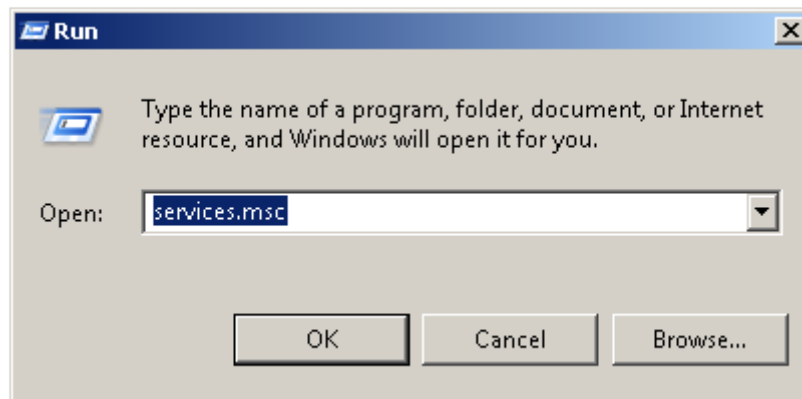 Run
Type the name of a program, folder, document, or Internet
resource, and Windows will open it for you.
Open: services.msc
OK Cancel Browse...